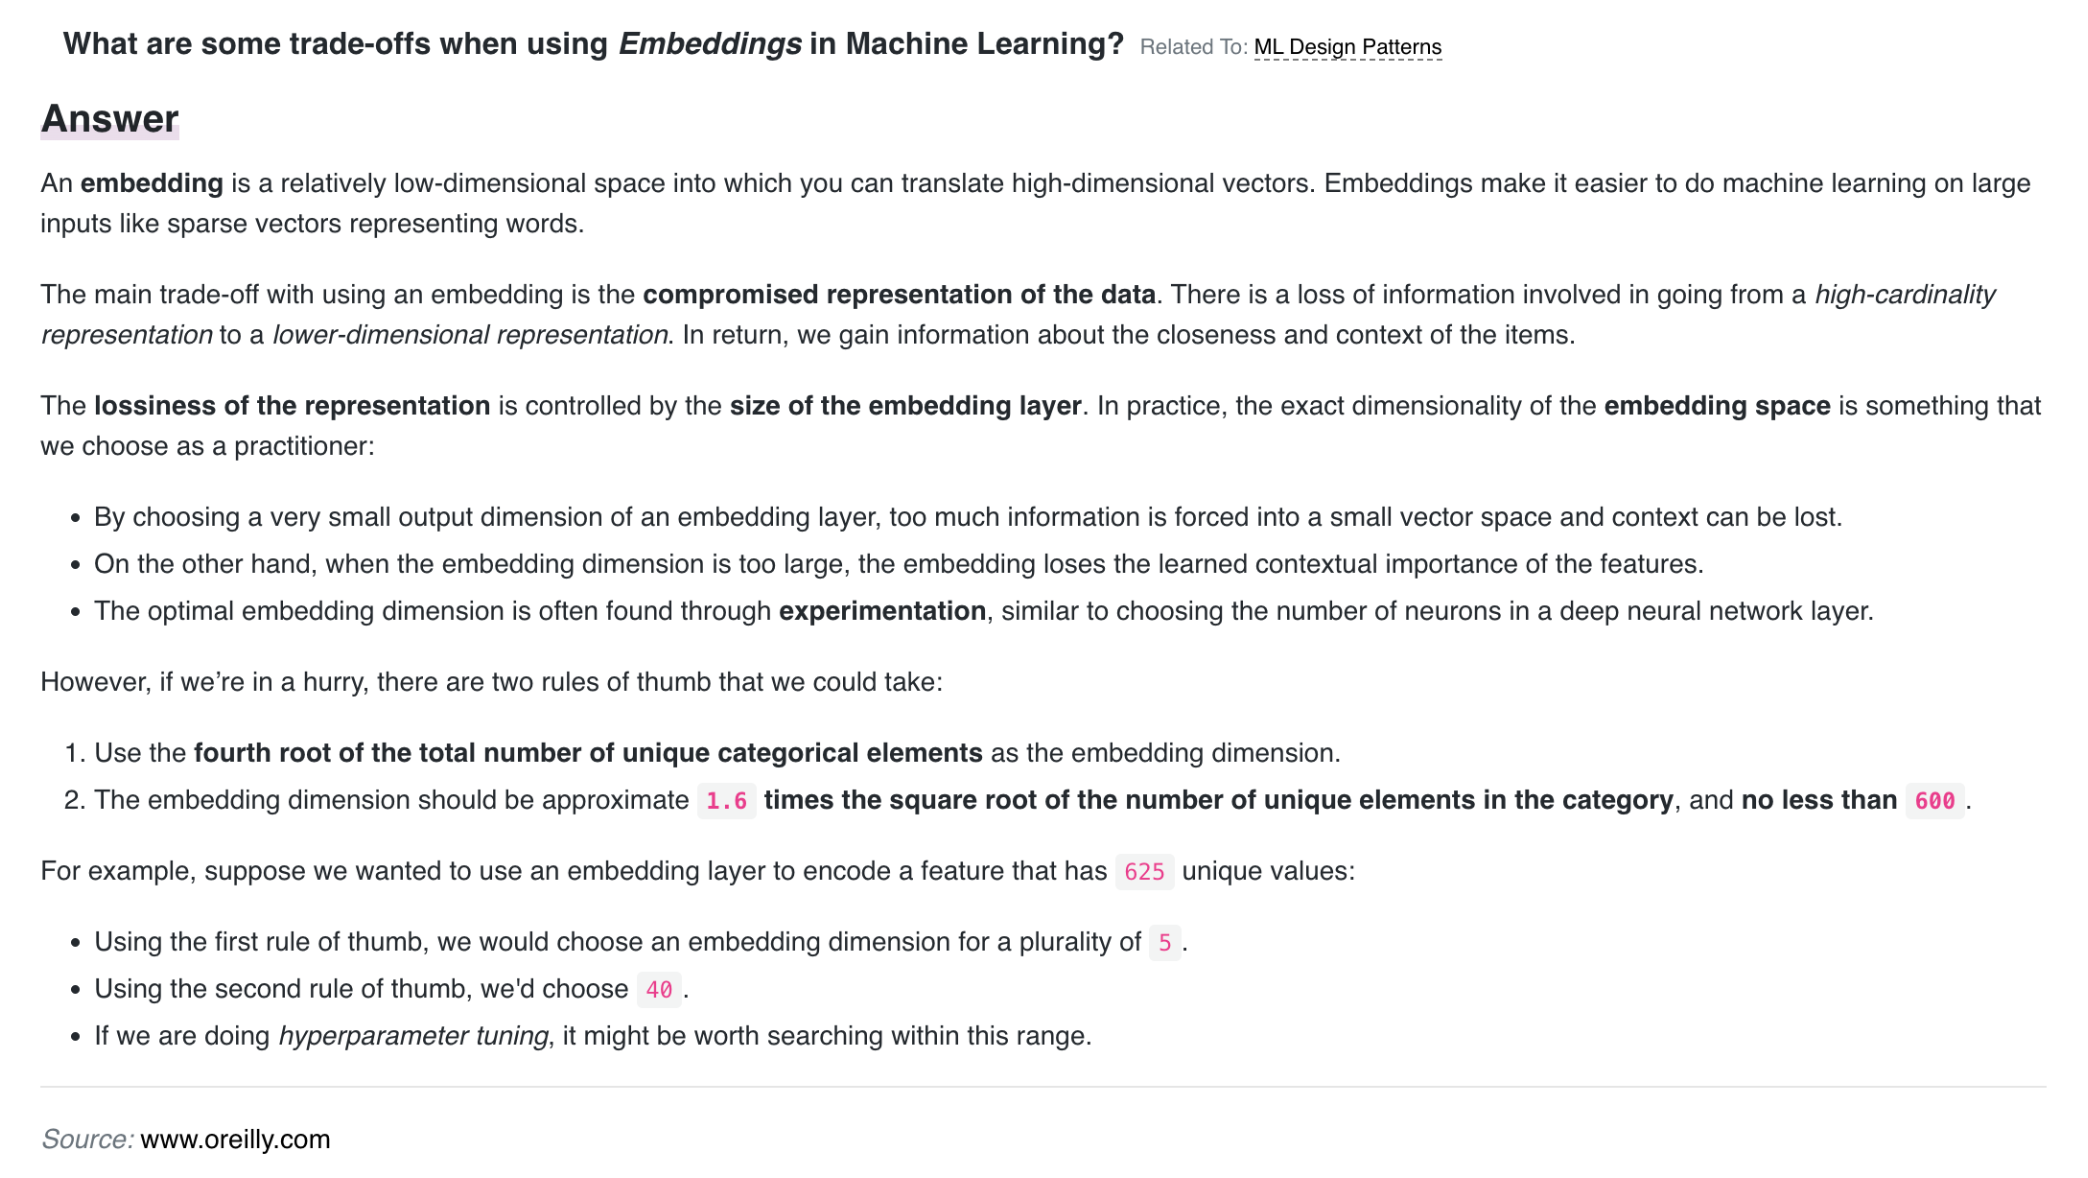 What are some trade-offs when using Embeddings in Machine Learning? Related To: ML Design Patterns
Answer
An embedding is a relatively low-dimensional space into which you can translate high-dimensional vectors. Embeddings make it easier to do machine learning on large
inputs like sparse vectors representing words.
The main trade-off with using an embedding is the compromised representation of the data. There is a loss of information involved in going from a high-cardinality
representation to a lower-dimensional representation. In return, we gain information about the closeness and context of the items.
The lossiness of the representation is controlled by the size of the embedding layer. In practice, the exact dimensionality of the embedding space is something that
we choose as a practitioner:
• By choosing a very small output dimension of an embedding layer, too much information is forced into a small vector space and context can be lost.
• On the other hand, when the embedding dimension is too large, the embedding loses the learned contextual importance of the features.
• The optimal embedding dimension is often found through experimentation, similar to choosing the number of neurons in a deep neural network layer.
However, if we’re in a hurry, there are two rules of thumb that we could take:
1. Use the fourth root of the total number of unique categorical elements as the embedding dimension.
2. The embedding dimension should be approximate 1.6 times the square root of the number of unique elements in the category, and no less than 600.
For example, suppose we wanted to use an embedding layer to encode a feature that has 625 unique values:
• Using the first rule of thumb, we would choose an embedding dimension for a plurality of 5.
• Using the second rule of thumb, we'd choose 40.
• If we are doing hyperparameter tuning, it might be worth searching within this range.
Source: www.oreilly.com